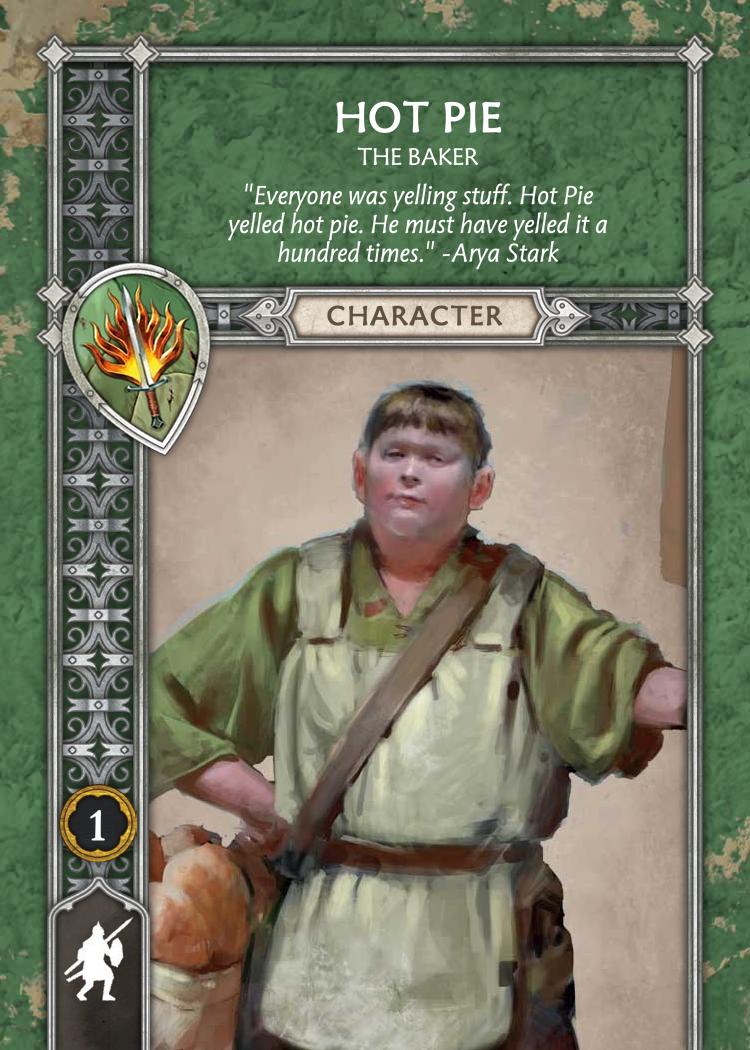 HOT PIE
THE BAKER
"Everyone was yelling stuff. Hot Pie
yelled hot pie. He must have yelled it a
hundred times." -Arya Stark
CHARACTER
1